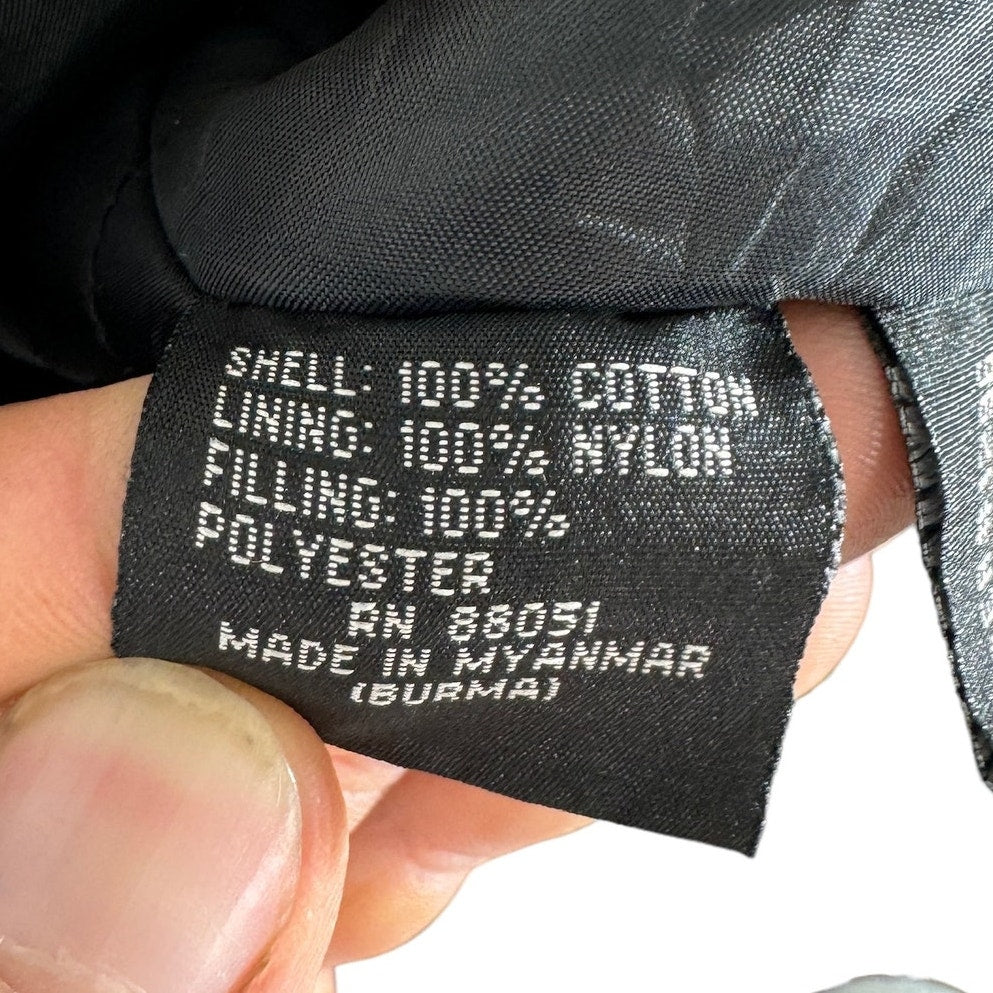 SHELL: 100% COTTON
LINING: 100% NYLON
FILLING: 100%
POLYESTER
RN 88051
MADE IN MYANMAR
(BURMA)